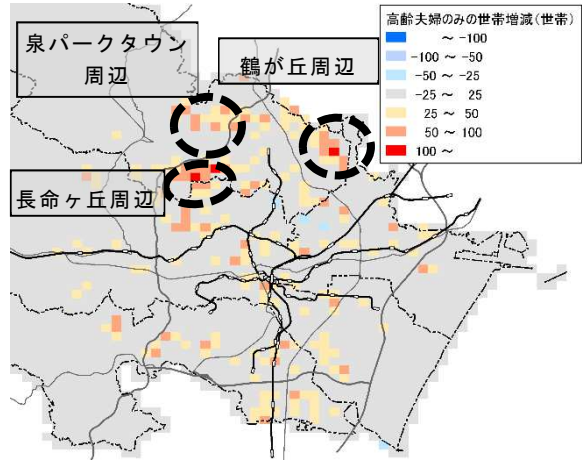 泉パークタウン
周辺
鶴が丘周辺
長命ヶ丘周辺
高齢夫婦のみの世帯増減(世帯)
～ -100
-100 ～ -50
-50 ～ -25
-25 ～ 25
25 ～ 50
50 ～ 100
100 ～